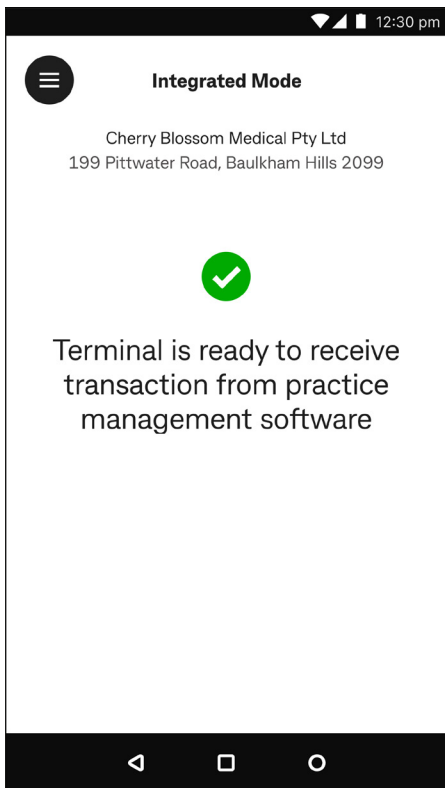 12:30 pm
Integrated Mode
Cherry Blossom Medical Pty Ltd
199 Pittwater Road, Baulkham Hills 2099
Terminal is ready to receive
transaction from practice
management software